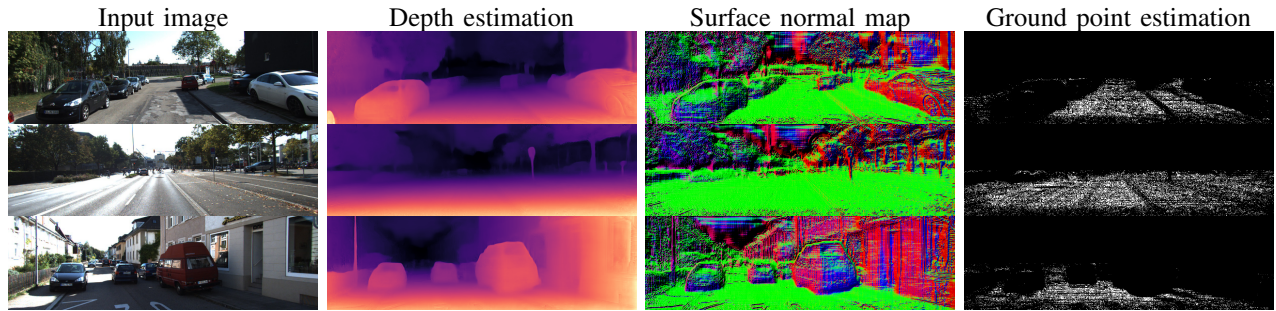 Input image
Depth estimation
Surface normal map
Ground point estimation